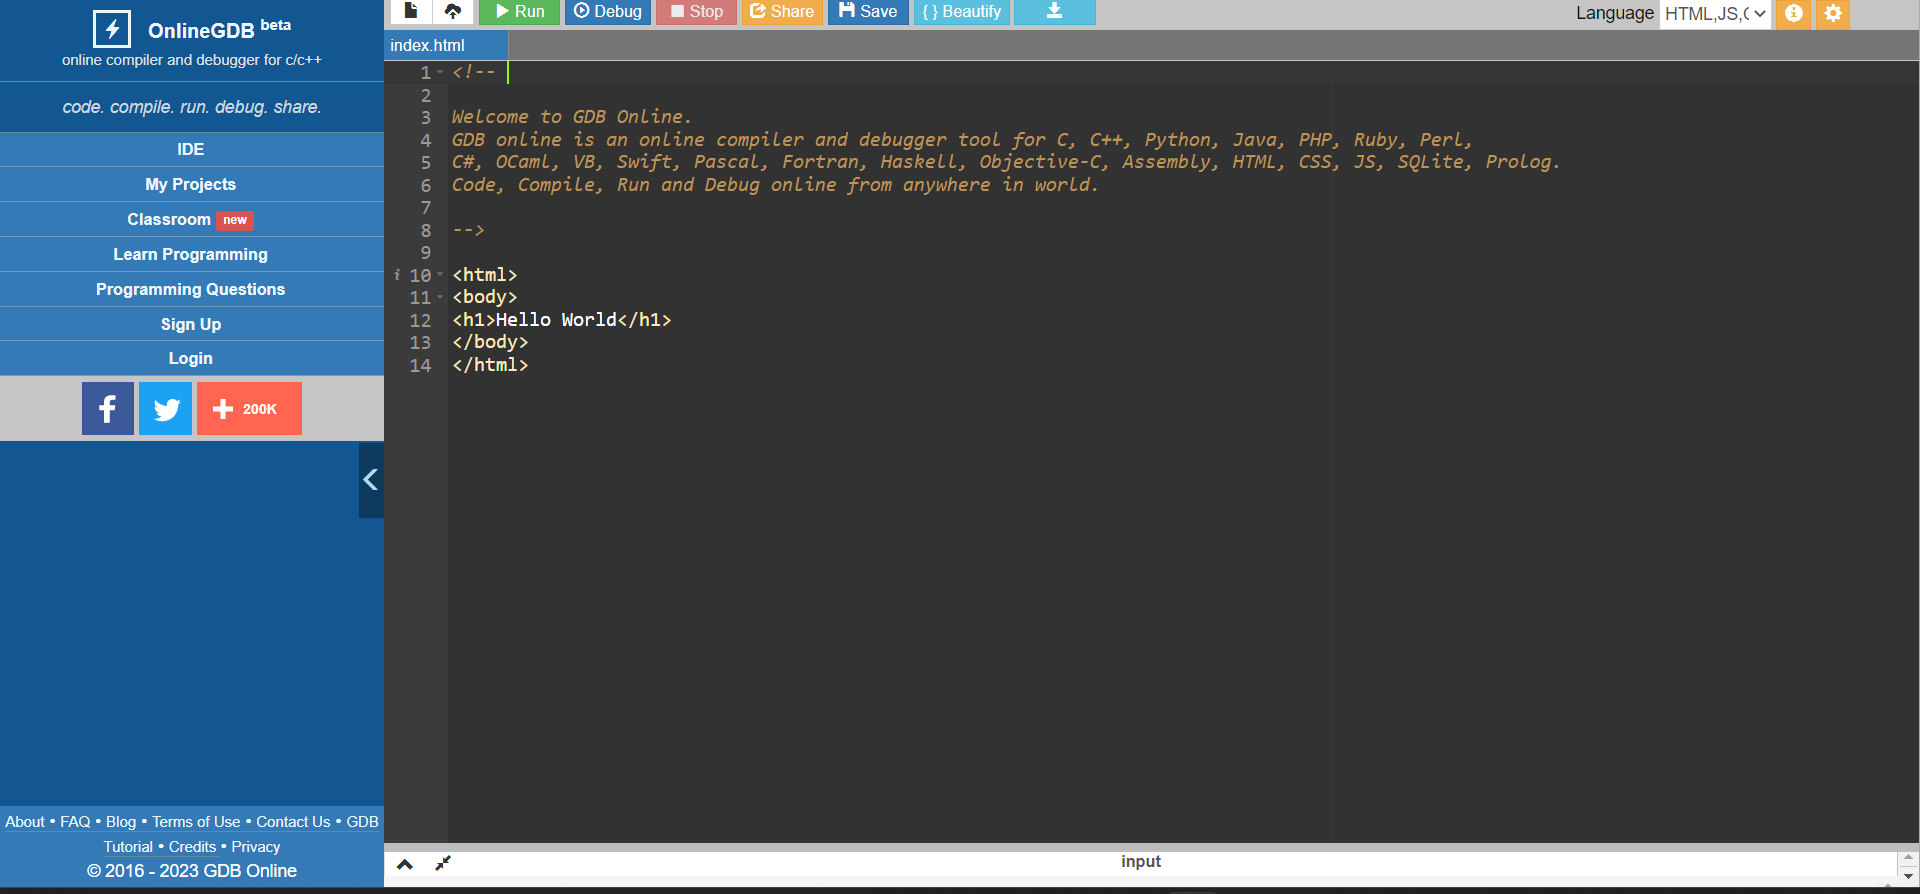 OnlineGDB beta
online compiler and debugger for c/c++
code. compile. run. debug. share.
IDE
My Projects
Classroom new
Learn Programming
Programming Questions
Sign Up
Login
200K
About • FAQ • Blog • Terms of Use • Contact Us • GDB
Tutorial • Credits • Privacy
© 2016 - 2023 GDB Online
Run Debug Stop Share Save { } Beautify
Language HTML,JS,C
index.html
1 <!--
2
3 Welcome to GDB Online.
4 GDB online is an online compiler and debugger tool for C, C++, Python, Java, PHP, Ruby, Perl,
5 C#, OCaml, VB, Swift, Pascal, Fortran, Haskell, Objective-C, Assembly, HTML, CSS, JS, SQLite, Prolog.
6 Code, Compile, Run and Debug online from anywhere in world.
7
8 -->
9
i 10 <html>
11 <body>
12 <h1>Hello World</h1>
13 </body>
14 </html>
input